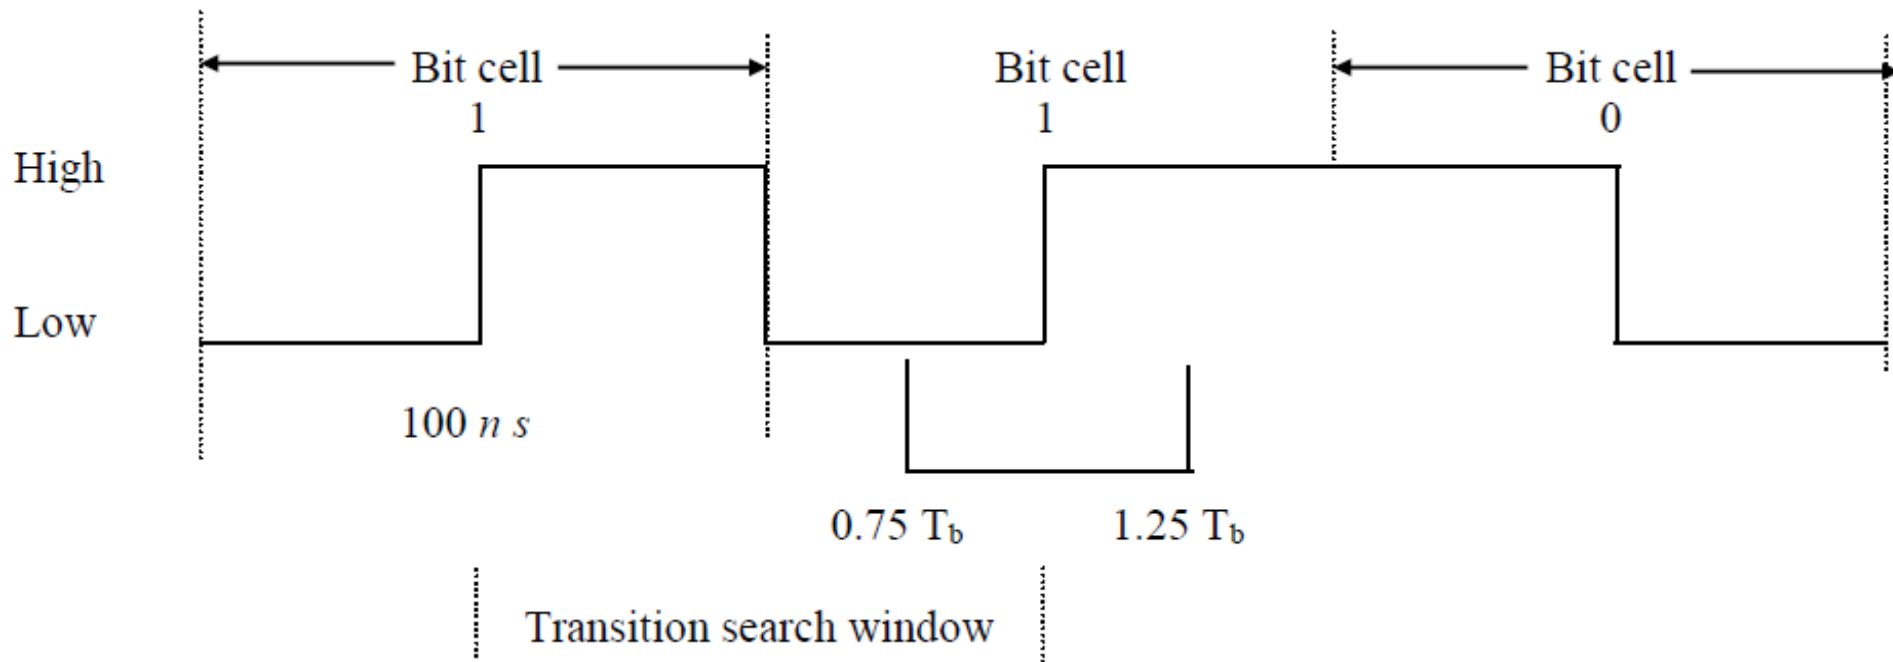 Bit cell Bit cell Bit cell
1 1 0
High
Low
100 n s
0.75 Tb 1.25 Tb
Transition search window